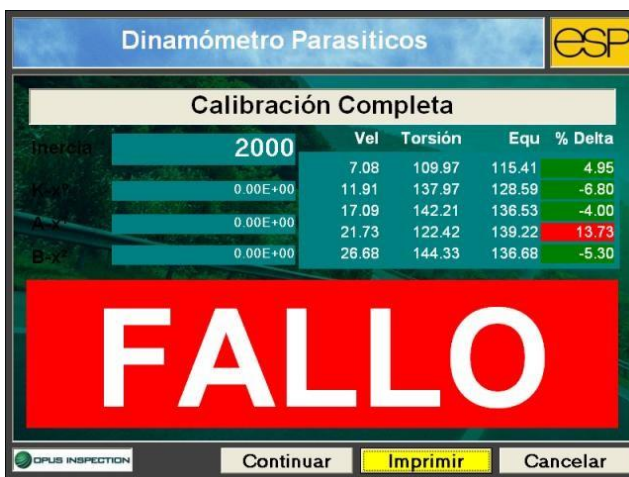 Dinamómetro Parasiticos
esp
Calibración Completa
Inercia 2000
Vel Torsión Equ % Delta
7.08 109.97 115.41 4.95
K-x° 0.00E+00 11.91 137.97 128.59 -6.80
17.09 142.21 136.53 -4.00
A-x¹ 0.00E+00 21.73 122.42 139.22 13.73
B-x² 0.00E+00 26.68 144.33 136.68 -5.30
FALLO
OPUS INSPECTION
Continuar Imprimir Cancelar